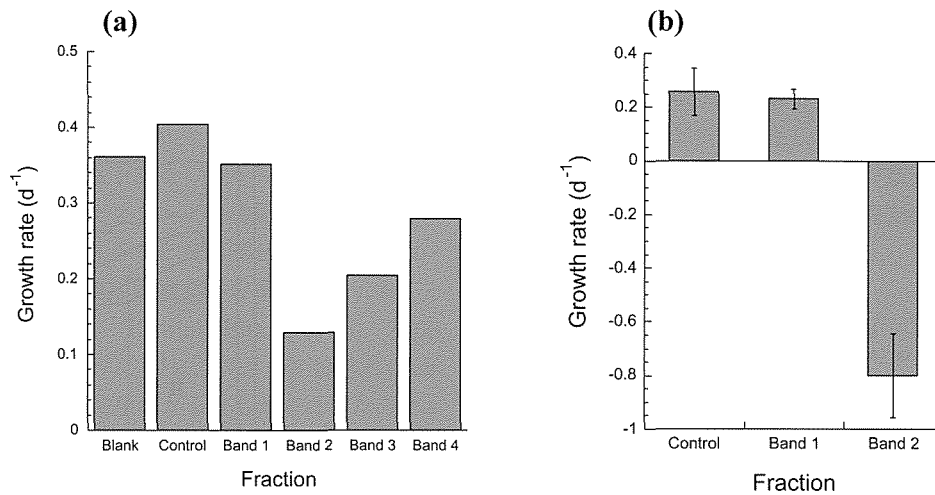 (a)
0.5
0.4
0.3
0.2
0.1
0
Growth rate (d⁻¹)
Blank Control Band 1 Band 2 Band 3 Band 4
Fraction
(b)
0.4
0.2
0
-0.2
-0.4
-0.6
-0.8
-1
Growth rate (d⁻¹)
Control Band 1 Band 2
Fraction